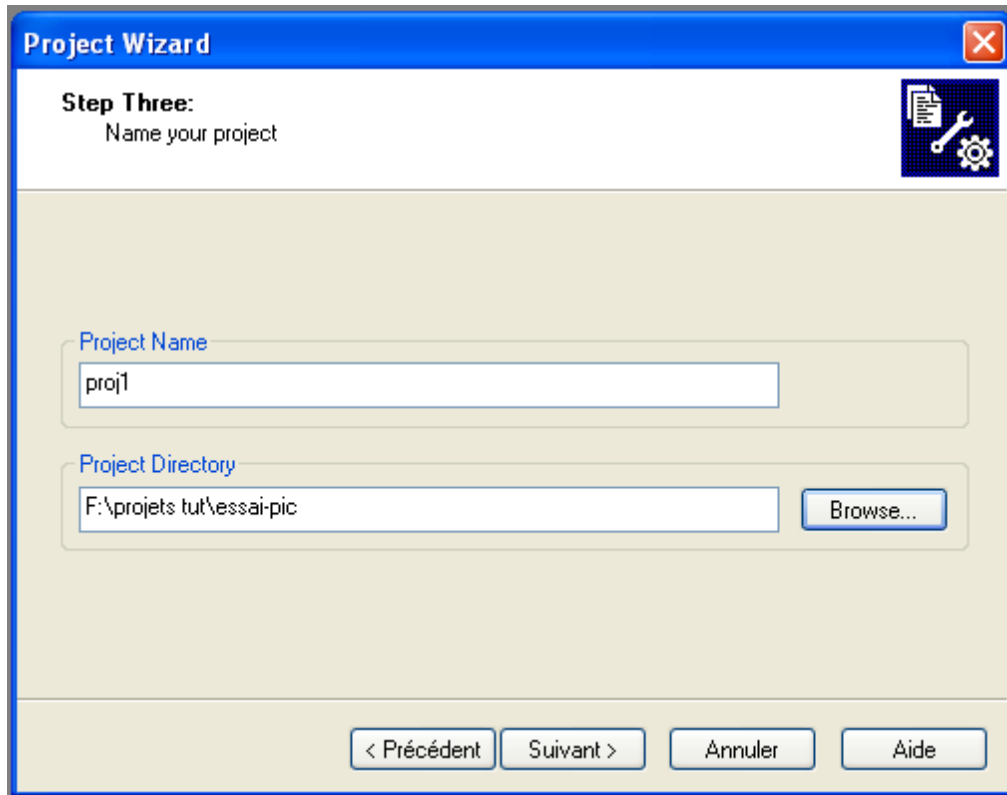 Project Wizard
Step Three:
Name your project
Project Name
proj1
Project Directory
F:\projets tut\essai-pic
Browse...
< Précédent
Suivant >
Annuler
Aide